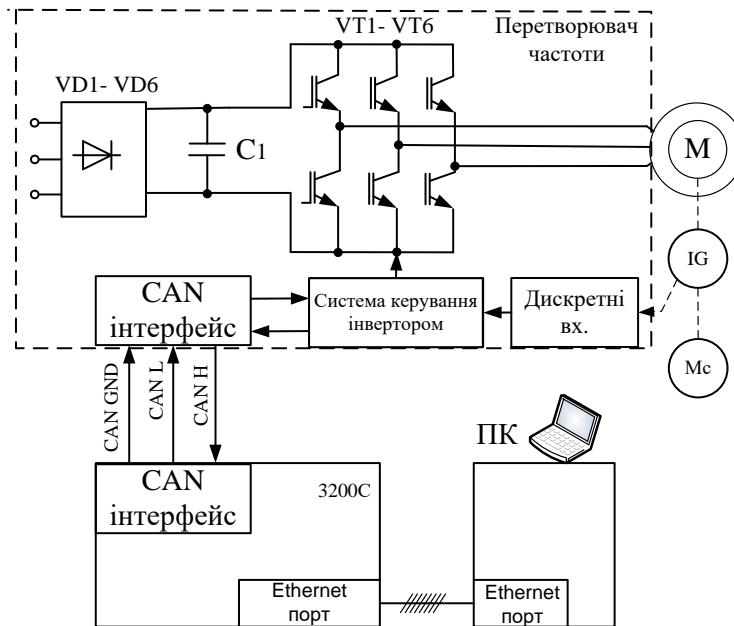 VT1- VT6
Перетворювач
частоти
VD1- VD6
C1
M
CAN
інтерфейс
Система керування
інвертором
Дискретні
вх.
IG
Mc
CAN GND
CAN L
CAN H
ПК
CAN
інтерфейс
3200C
Ethernet
порт
Ethernet
порт